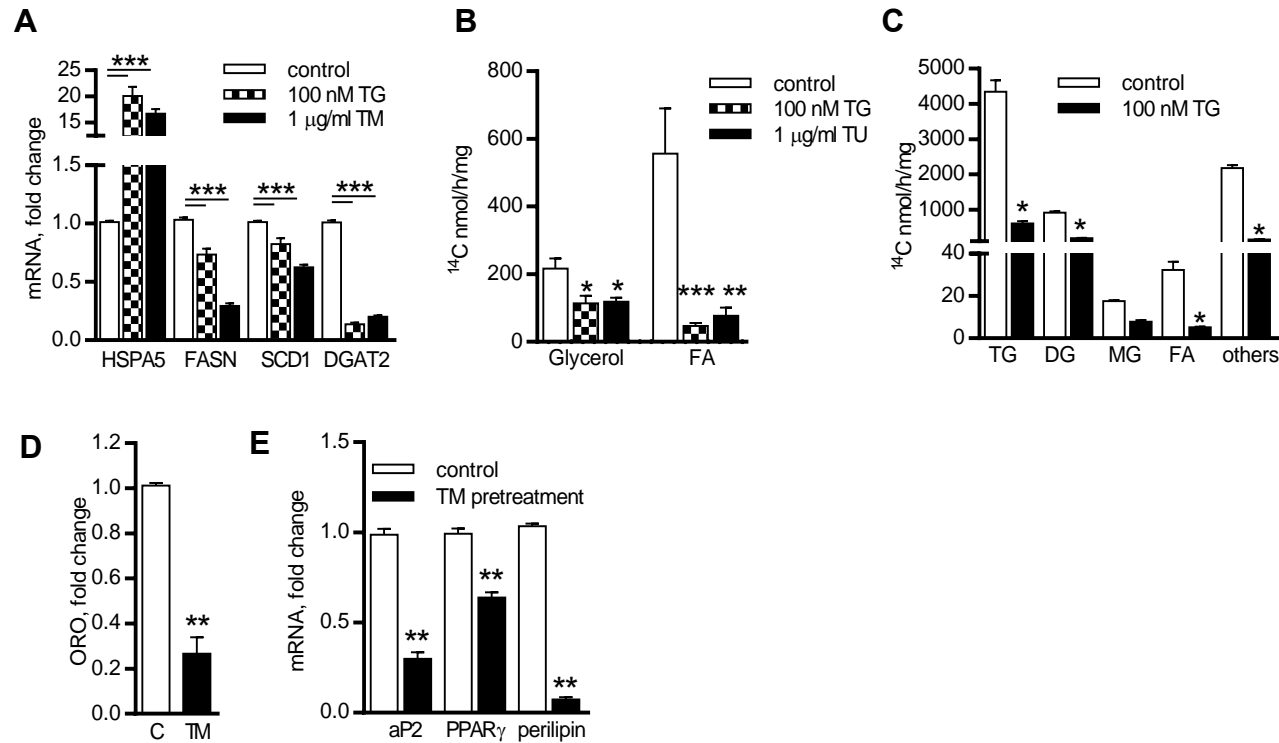 A
***
25
20
15
1.5
1.0
0.5
0.0
mRNA, fold change
control
100 nM TG
1 μg/ml TM
***
***
***
HSPA5 FASN SCD1 DGAT2
B
800
600
400
200
0
¹⁴C nmol/h/mg
control
100 nM TG
1 μg/ml TU
* * *** **
Glycerol FA
C
5000
4000
3000
2000
1000
40
20
0
¹⁴C nmol/h/mg
control
100 nM TG
* * * *
TG DG MG FA others
D
1.2
1.0
0.8
0.6
0.4
0.2
0.0
ORO, fold change
**
C TM
E
1.5
1.0
0.5
0.0
mRNA, fold change
control
TM pretreatment
** ** **
aP2 PPARγ perilipin